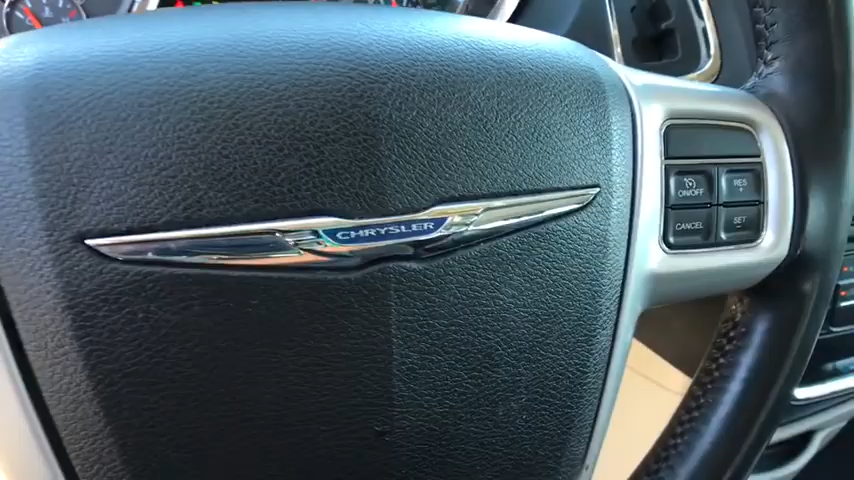 CHRYSLER
ON/OFF
RES +
CANCEL
SET -